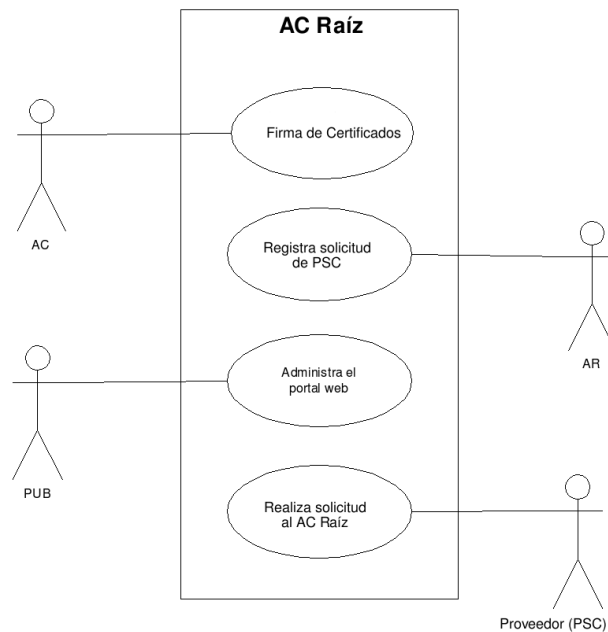 AC Raíz
Firma de Certificados
AC
Registra solicitud
de PSC
AR
Administra el
portal web
PUB
Realiza solicitud
al AC Raíz
Proveedor (PSC)